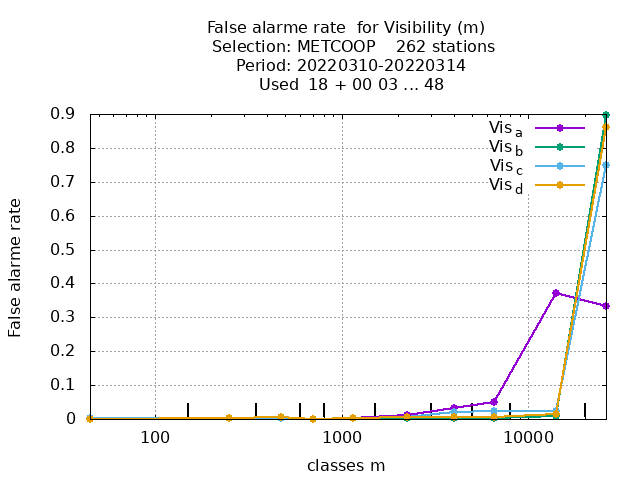 False alarme rate  for Visibility (m)
Selection: METCOOP    262 stations
Period: 20220310-20220314
Used  18 + 00 03 ... 48
0.9
0.8
0.7
0.6
0.5
0.4
0.3
0.2
0.1
0
False alarme rate
Vis a
Vis b
Vis c
Vis d
100
1000
10000
classes m